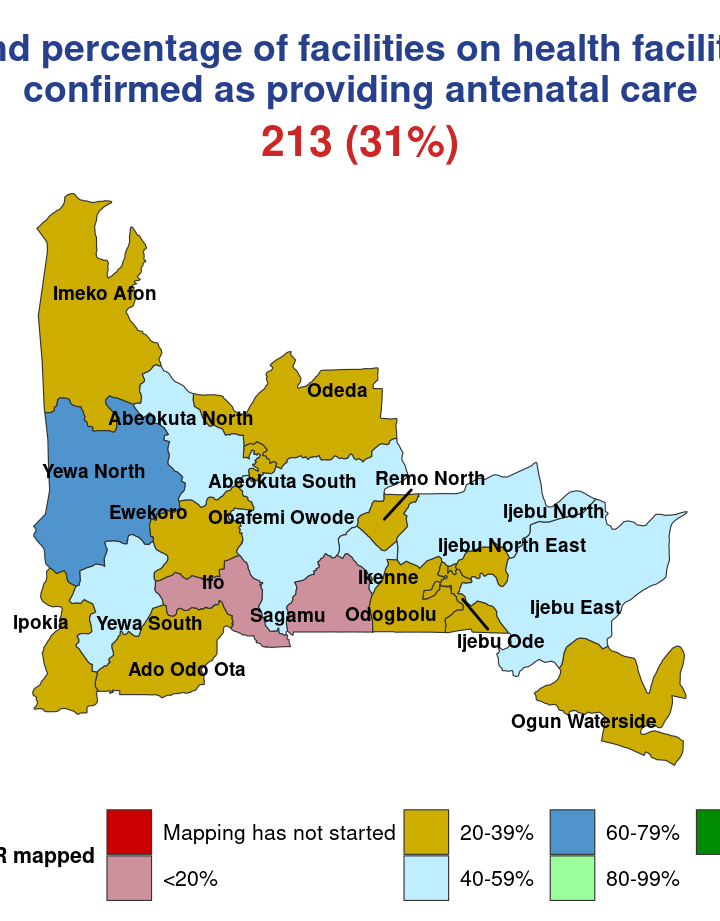 percentage of facilities on health
confirmed as providing antenatal care
213 (31%)
Imeko Afon
Odeda
Abeokuta North
Yewa North
Abeokuta South
Remo North
Ewekoro
Obafemi Owode
Ijebu North
Ijebu North East
Ifo
Ikenne
Ipokia
Yewa South
Sagamu
Odogbolu
Ijebu East
Ijebu Ode
Ado Odo Ota
Ogun Waterside
mapped
Mapping has not started
20-39%
60-79%
<20%
40-59%
80-99%